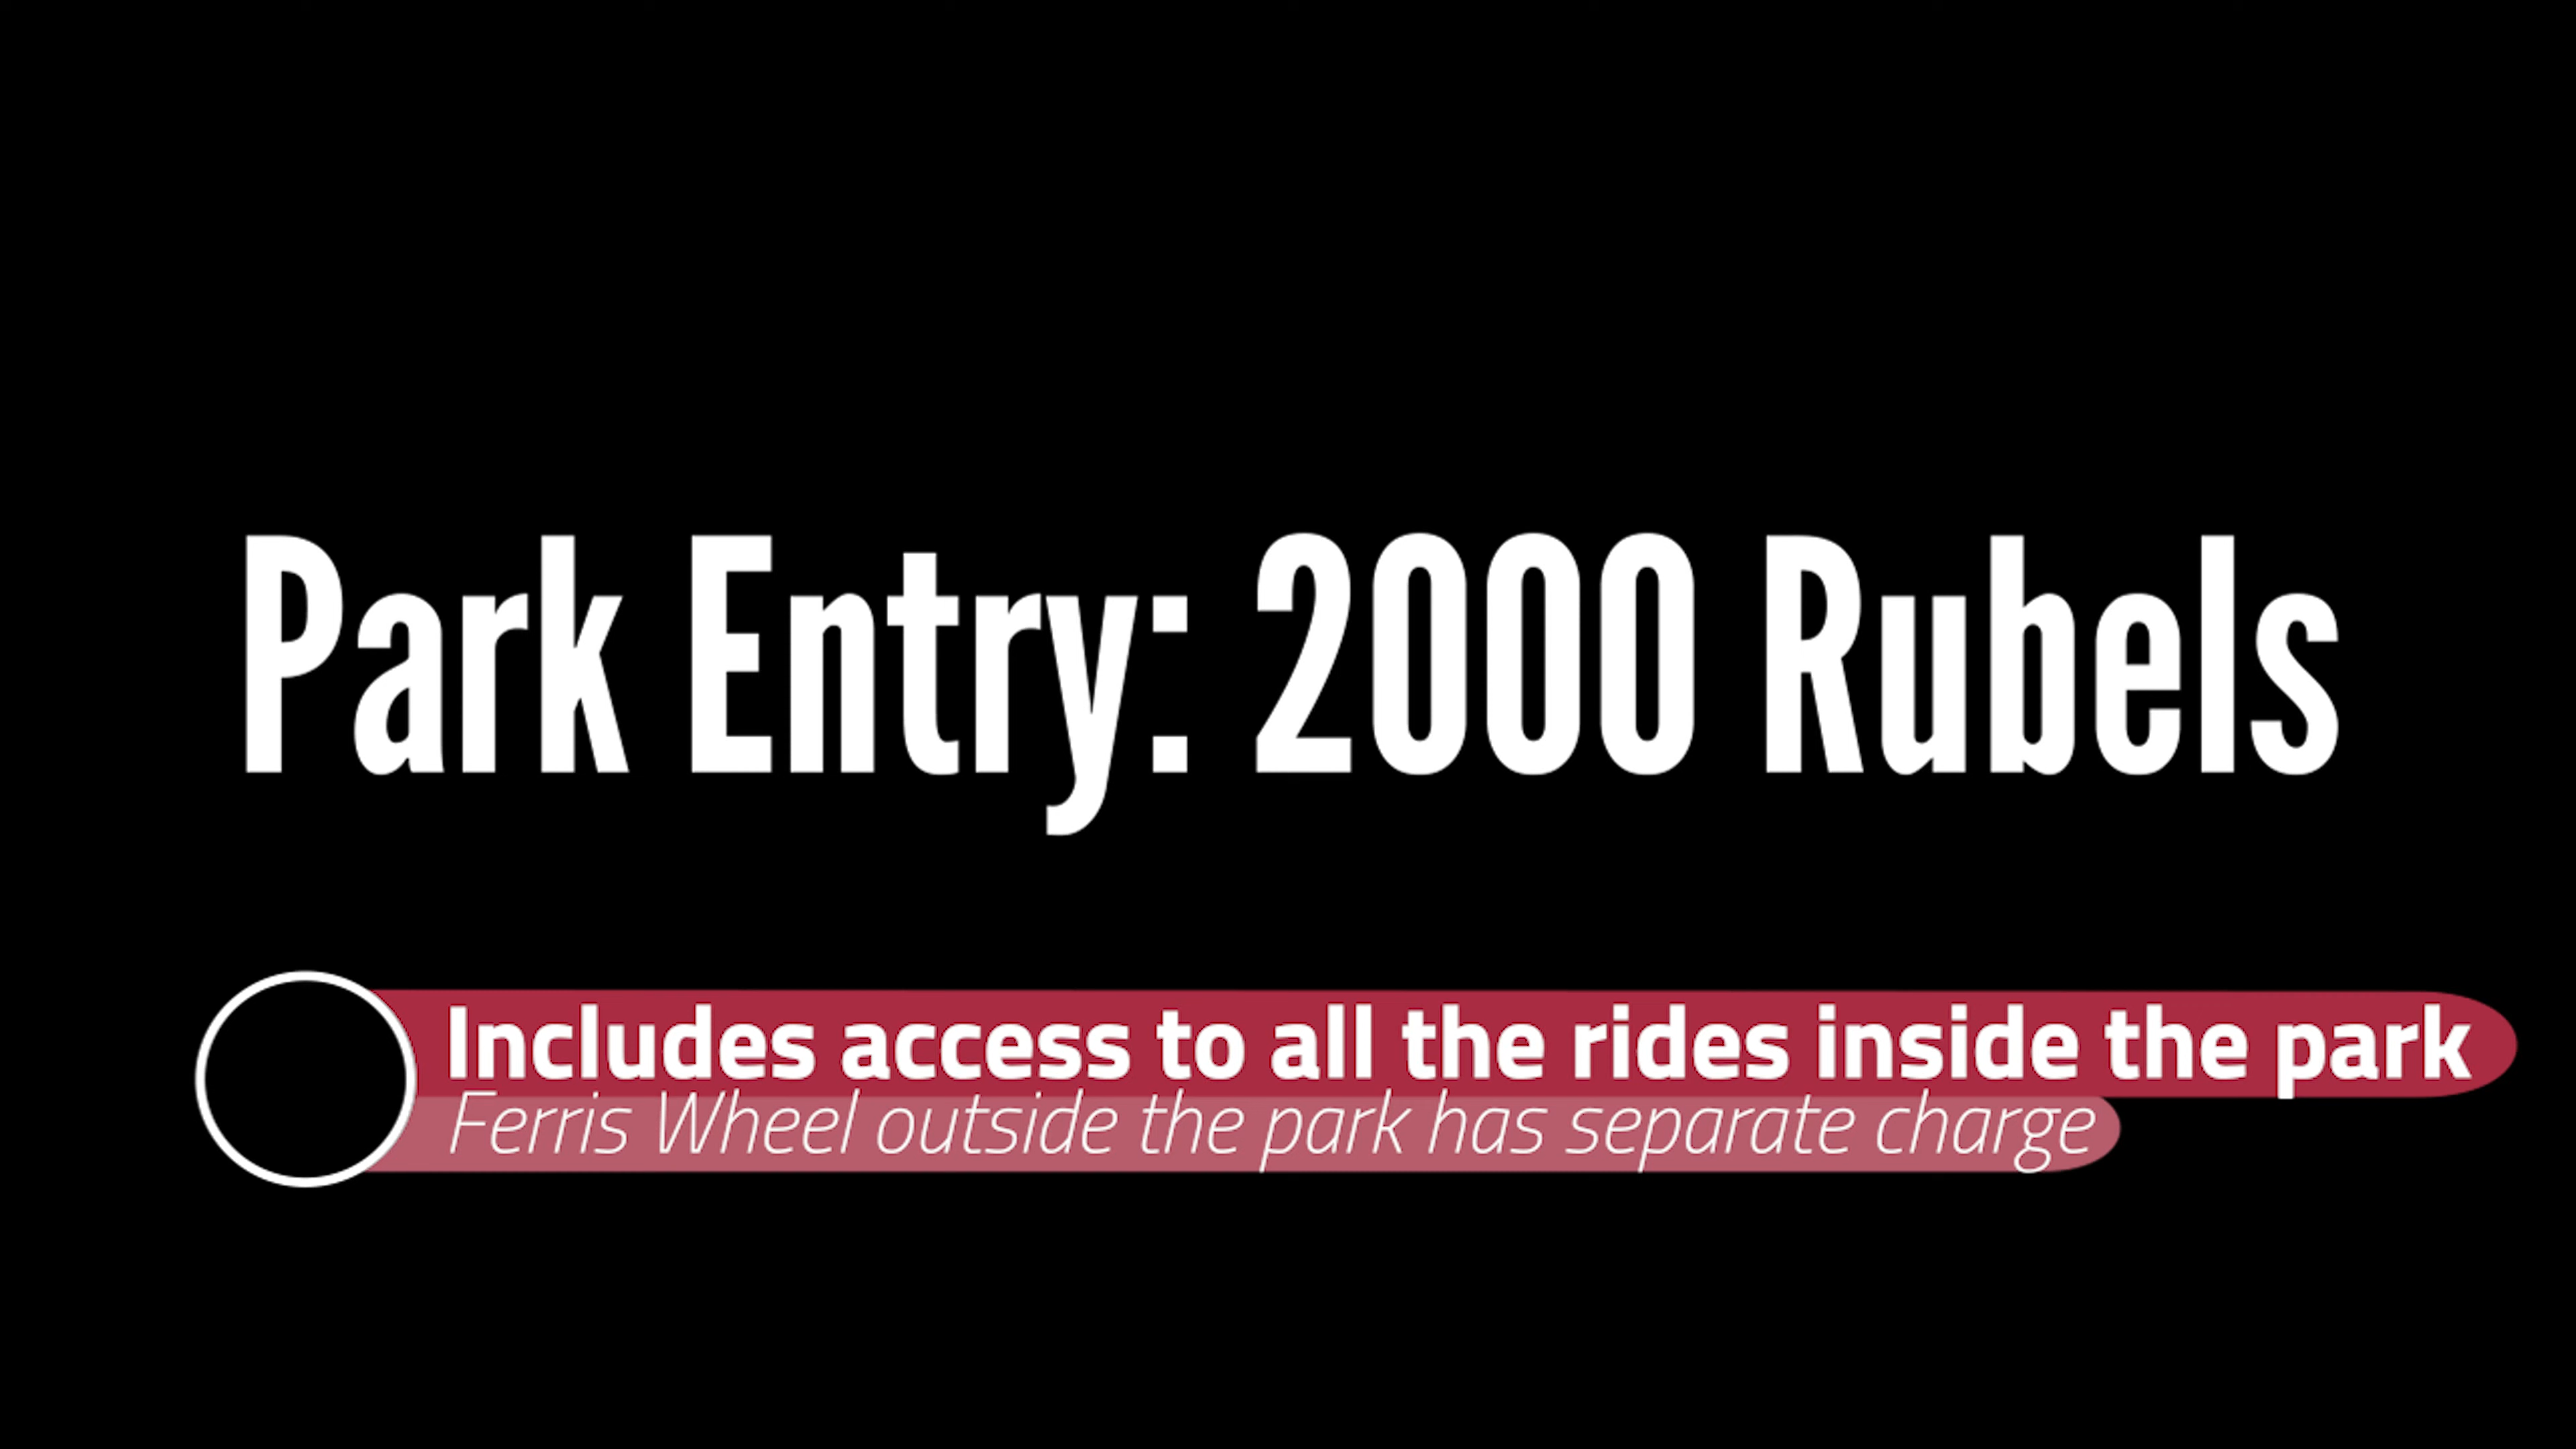 Park Entry: 2000 Rubels
Includes access to all the rides inside the park
Ferris Wheel outside the park has separate charge